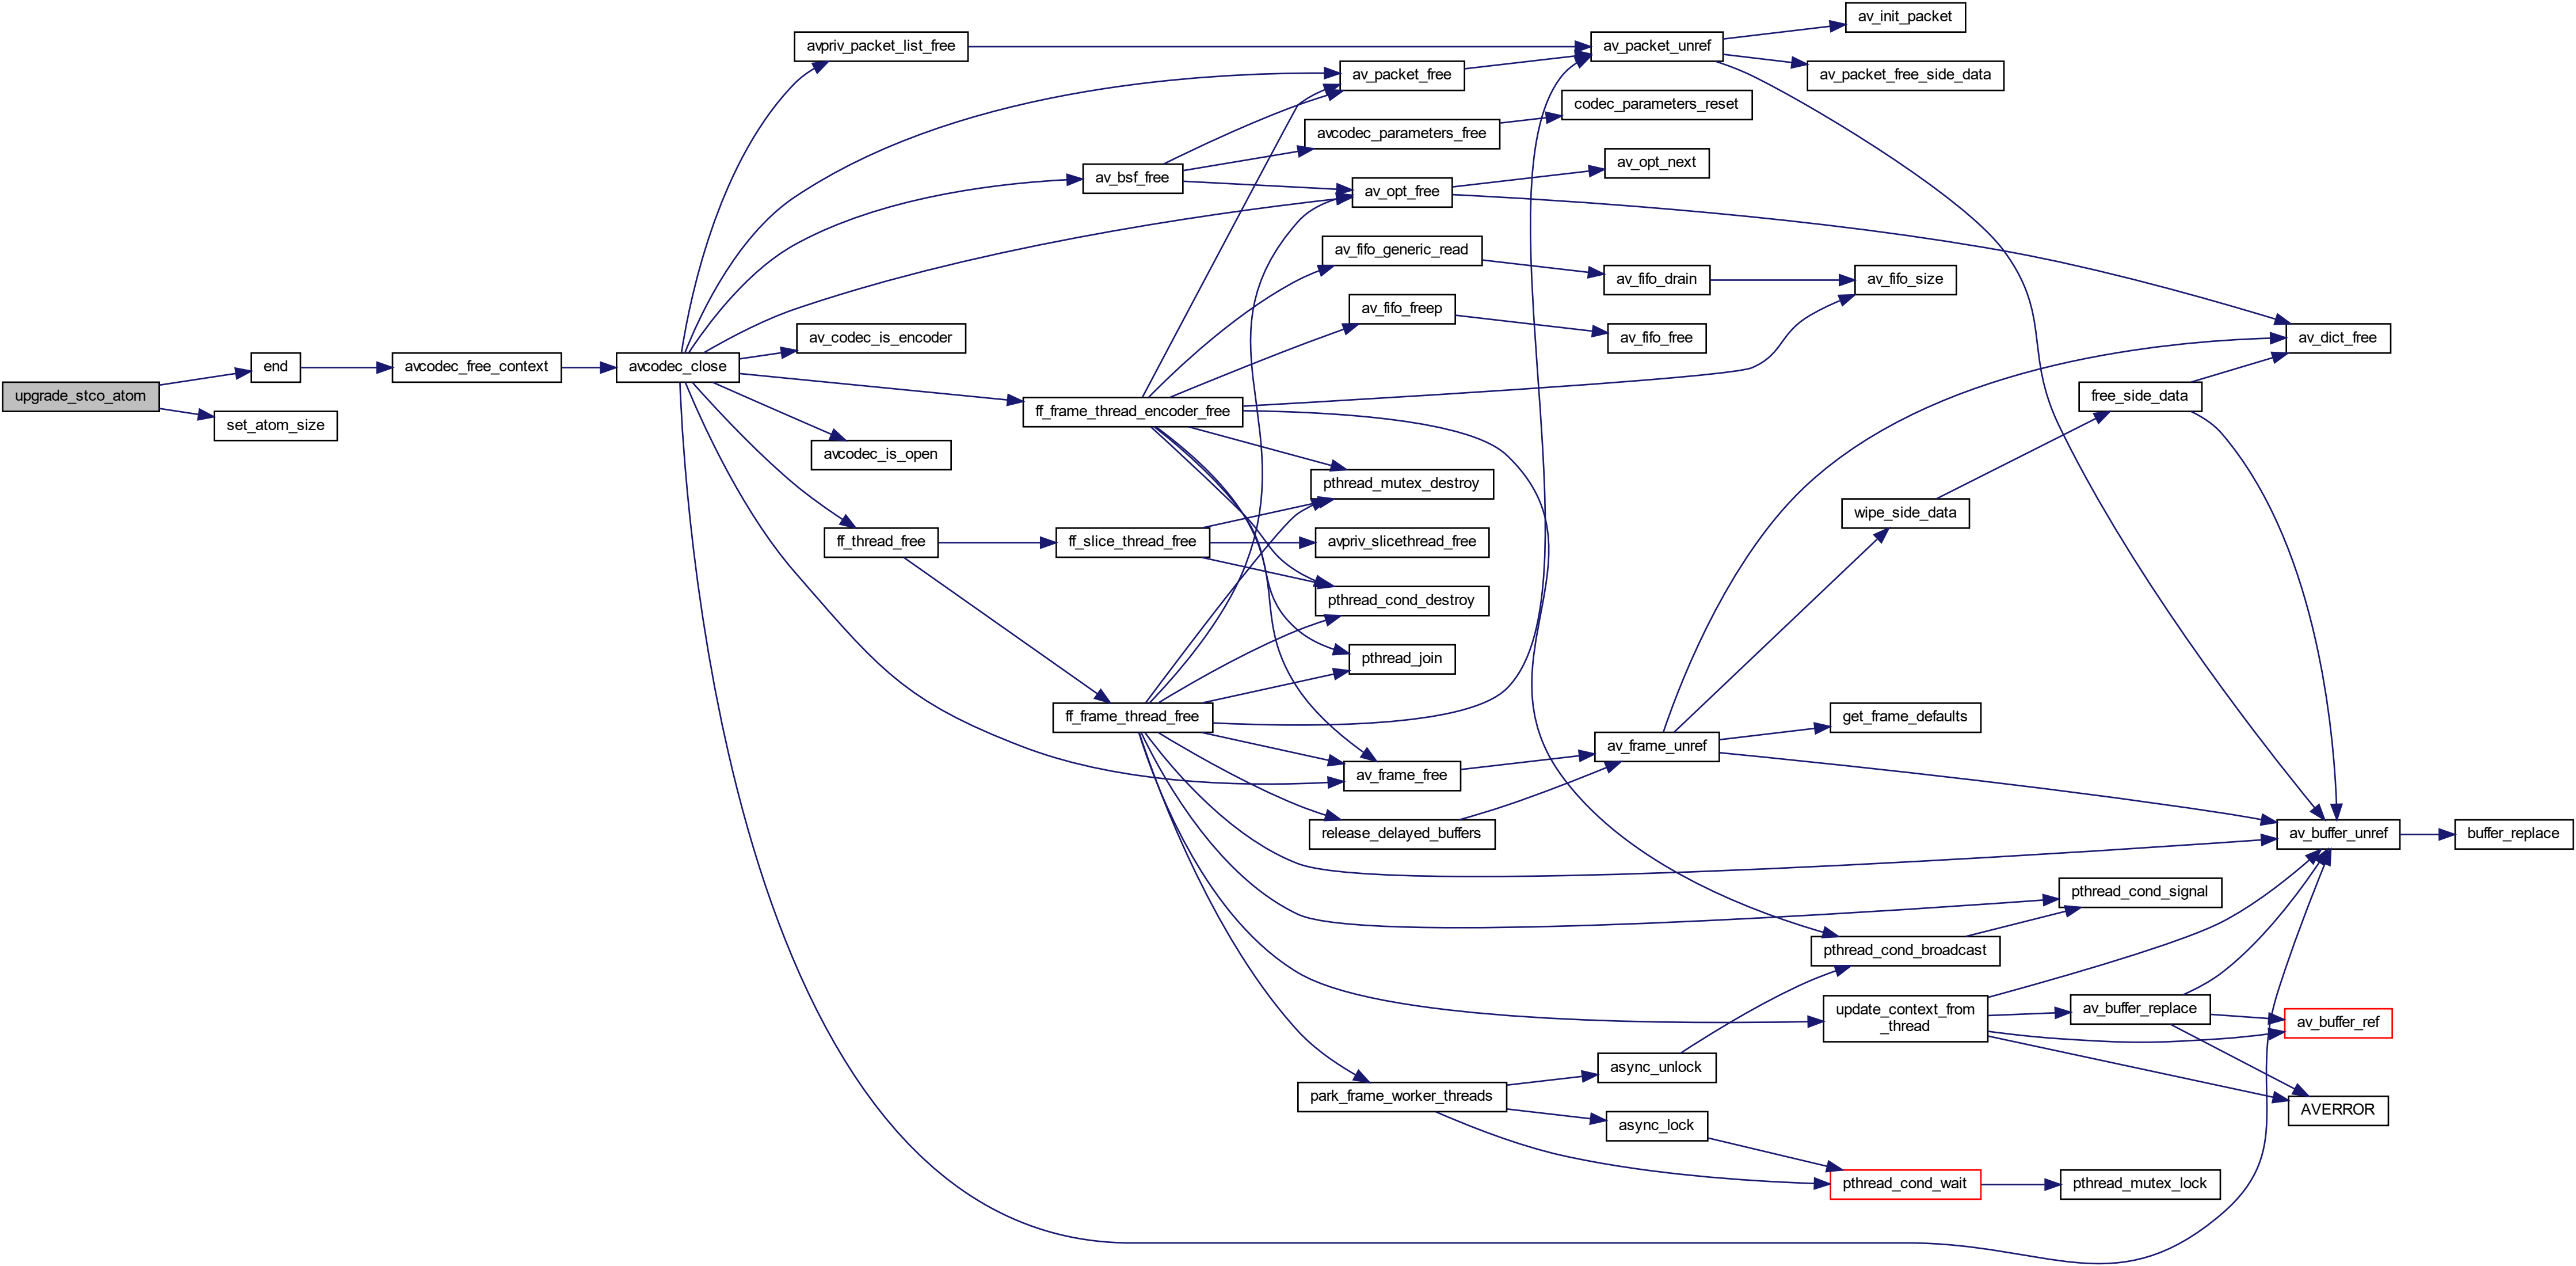 av_init_packet
avpriv_packet_list_free
av_packet_unref
av_packet_free
av_packet_free_side_data
codec_parameters_reset
avcodec_parameters_free
av_opt_next
av_bsf_free
av_opt_free
av_fifo_generic_read
av_fifo_drain
av_fifo_size
av_fifo_freep
av_codec_is_encoder
av_fifo_free
av_dict_free
end
avcodec_free_context
avcodec_close
upgrade_stco_atom
free_side_data
ff_frame_thread_encoder_free
set_atom_size
avcodec_is_open
pthread_mutex_destroy
wipe_side_data
ff_thread_free
ff_slice_thread_free
avpriv_slicethread_free
pthread_cond_destroy
pthread_join
ff_frame_thread_free
get_frame_defaults
av_frame_unref
av_frame_free
release_delayed_buffers
av_buffer_unref
buffer_replace
pthread_cond_signal
pthread_cond_broadcast
update_context_from
_thread
av_buffer_replace
av_buffer_ref
async_unlock
park_frame_worker_threads
AVERROR
async_lock
pthread_cond_wait
pthread_mutex_lock